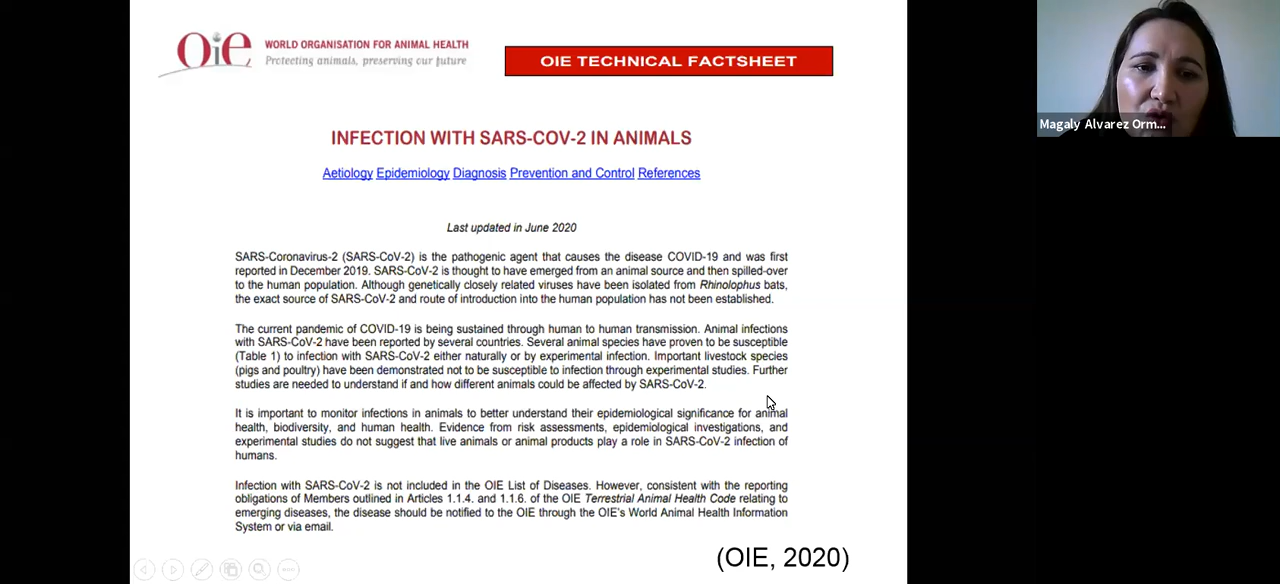 OiE
WORLD ORGANISATION FOR ANIMAL HEALTH
Protecting animals, preserving our future
OIE TECHNICAL FACTSHEET
Magaly Alvarez Orm...
INFECTION WITH SARS-COV-2 IN ANIMALS
Aetiology Epidemiology Diagnosis Prevention and Control References
Last updated in June 2020
SARS-Coronavirus-2 (SARS-CoV-2) is the pathogenic agent that causes the disease COVID-19 and was first
reported in December 2019. SARS-CoV-2 is thought to have emerged from an animal source and then spilled-over
to the human population. Although genetically closely related viruses have been isolated from Rhinolophus bats,
the exact source of SARS-CoV-2 and route of introduction into the human population has not been established.
The current pandemic of COVID-19 is being sustained through human to human transmission. Animal infections
with SARS-CoV-2 have been reported by several countries. Several animal species have proven to be susceptible
(Table 1) to infection with SARS-CoV-2 either naturally or by experimental infection. Important livestock species
(pigs and poultry) have been demonstrated not to be susceptible to infection through experimental studies. Further
studies are needed to understand if and how different animals could be affected by SARS-CoV-2.
It is important to monitor infections in animals to better understand their epidemiological significance for animal
health, biodiversity, and human health. Evidence from risk assessments, epidemiological investigations, and
experimental studies do not suggest that live animals or animal products play a role in SARS-CoV-2 infection of
humans.
Infection with SARS-CoV-2 is not included in the OIE List of Diseases. However, consistent with the reporting
obligations of Members outlined in Articles 1.1.4. and 1.1.6. of the OIE Terrestrial Animal Health Code relating to
emerging diseases, the disease should be notified to the OIE through the OIE's World Animal Health Information
System or via email.
(OIE, 2020)